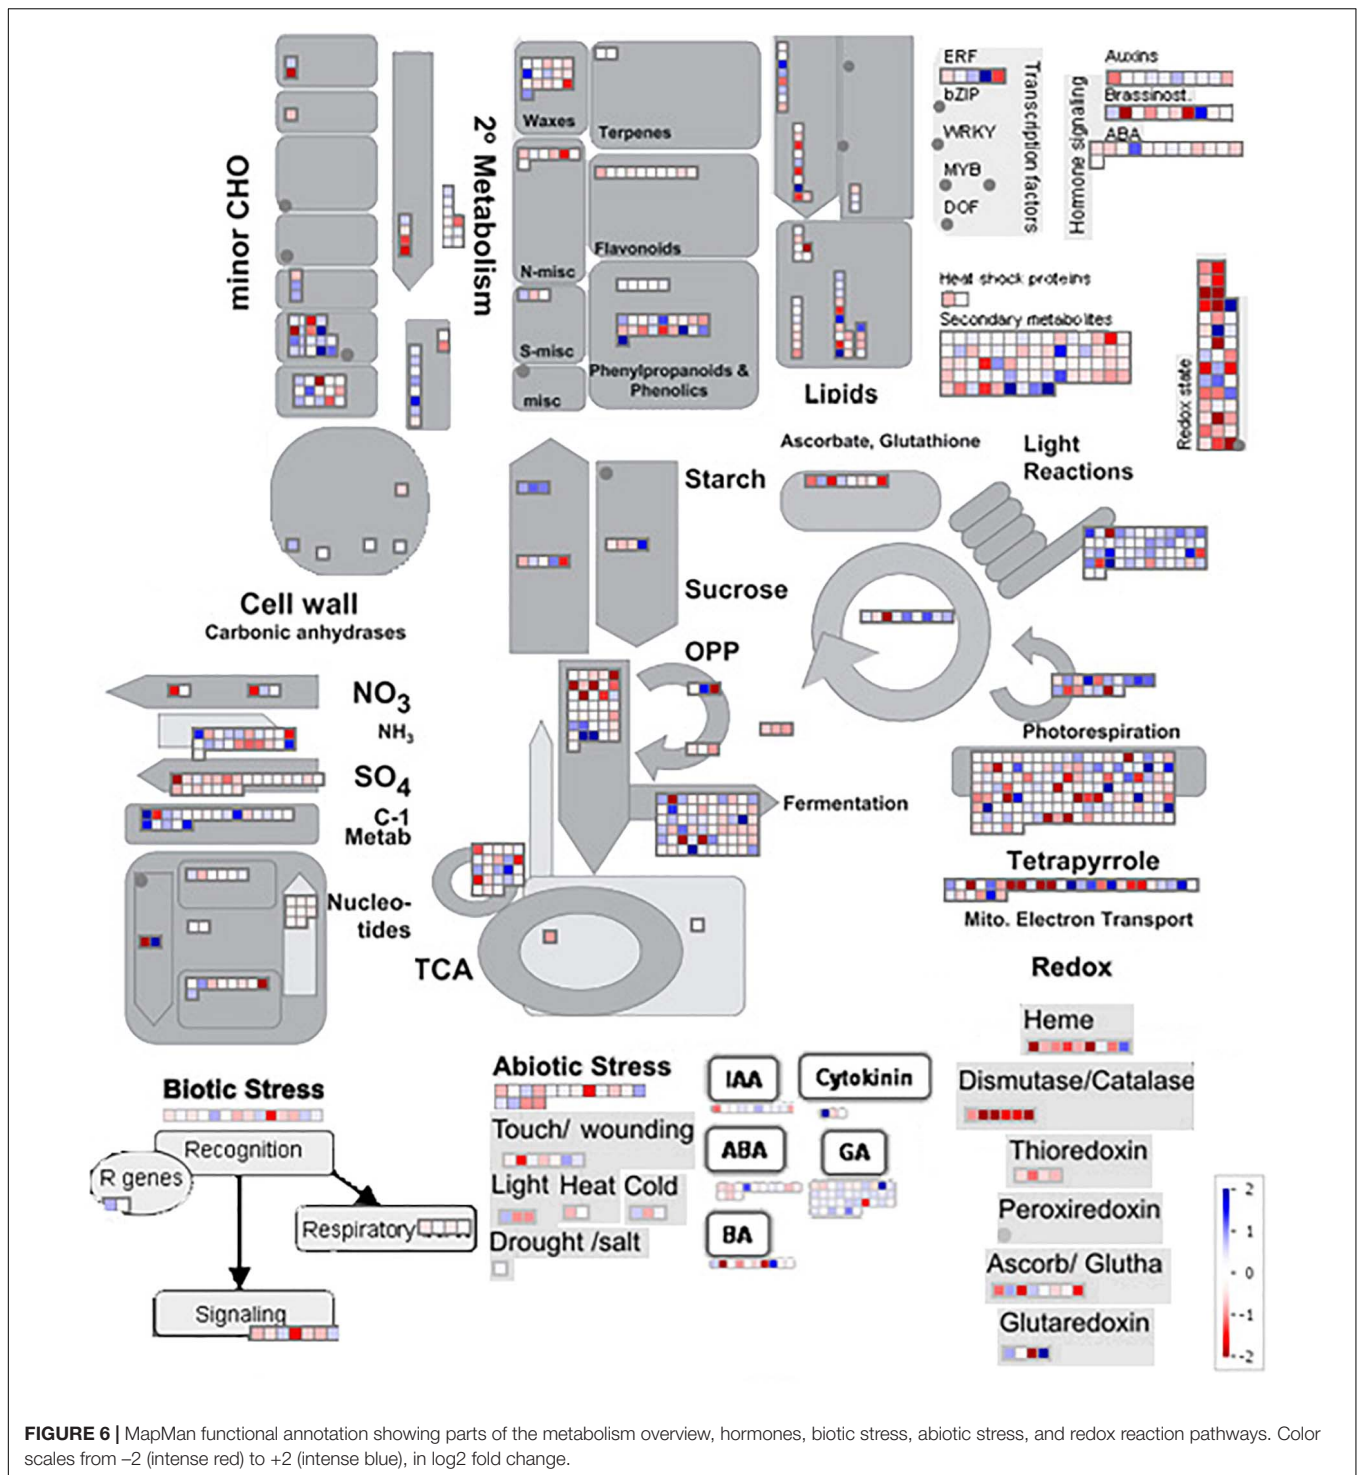 minor CHO
2º Metabolism
Waxes
Terpenes
N-misc
Flavonoids
S-misc
Phenylpropanoids &
Phenolics
misc
Lipids
ERF
bZIP
WRKY
MYB
DOF
Transcription factors
Hormone signaling
Auxins
Brassinost.
ABA
Heat shock proteins
Secondary metabolites
Redox state
Cell wall
Carbonic anhydrases
Starch
Sucrose
Ascorbate, Glutathione
Light
Reactions
OPP
NO3
NH3
SO4
C-1
Metab
Nucleo-
tides
Fermentation
TCA
Photorespiration
Tetrapyrrole
Mito. Electron Transport
Redox
Heme
Dismutase/Catalase
Thioredoxin
Peroxiredoxin
Ascorb/ Glutha
Glutaredoxin
Biotic Stress
Recognition
R genes
Respiratory
Signaling
Abiotic Stress
Touch/ wounding
Light Heat Cold
Drought /salt
IAA
Cytokinin
ABA
GA
BA
2
1
0
-1
-2
FIGURE 6 | MapMan functional annotation showing parts of the metabolism overview, hormones, biotic stress, abiotic stress, and redox reaction pathways. Color
scales from –2 (intense red) to +2 (intense blue), in log2 fold change.